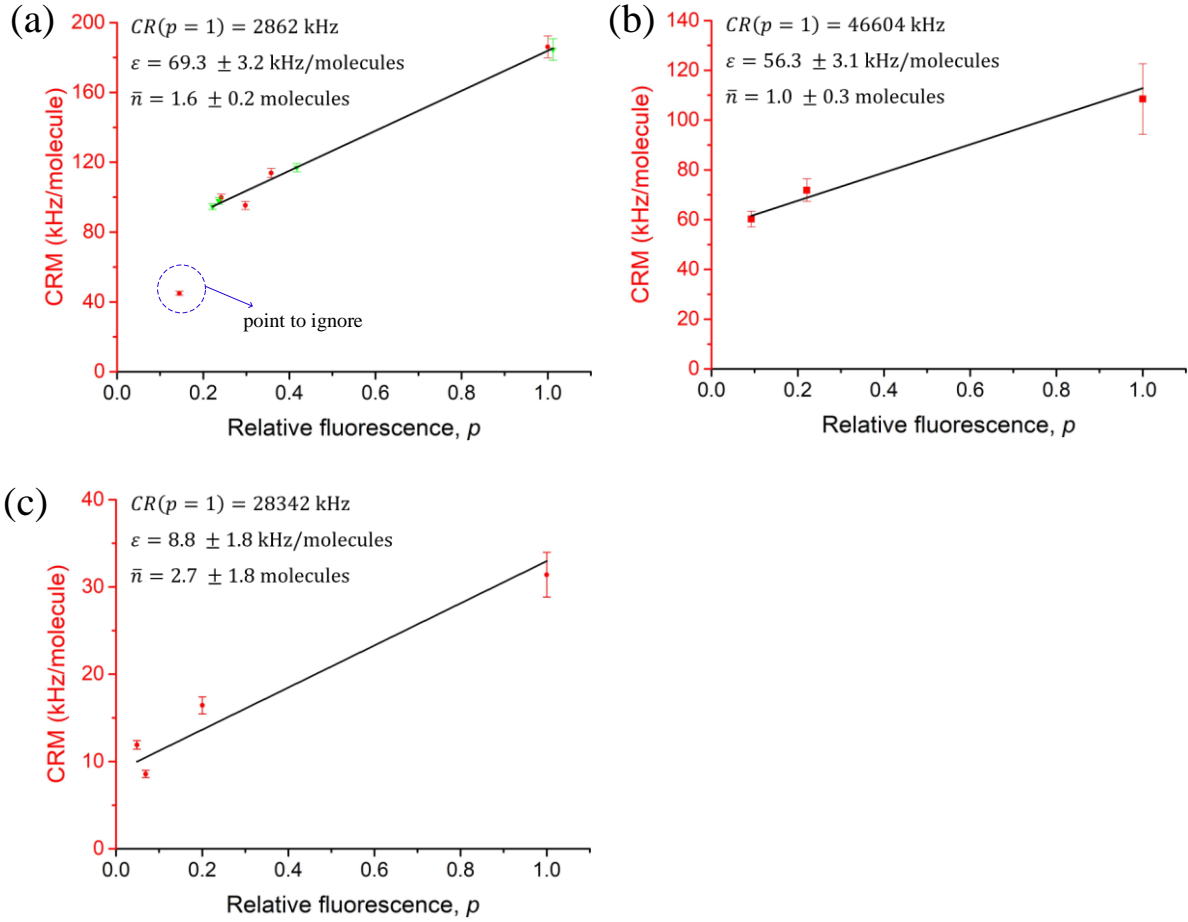 (a)
CR(p = 1) = 2862 kHz
ε = 69.3 ± 3.2 kHz/molecules
n̄ = 1.6 ± 0.2 molecules
200
160
120
80
40
0
CRM (kHz/molecule)
point to ignore
0.0 0.2 0.4 0.6 0.8 1.0
Relative fluorescence, p
(b)
CR(p = 1) = 46604 kHz
ε = 56.3 ± 3.1 kHz/molecules
n̄ = 1.0 ± 0.3 molecules
140
120
100
80
60
40
20
0
CRM (kHz/molecule)
0.0 0.2 0.4 0.6 0.8 1.0
Relative fluorescence, p
(c)
CR(p = 1) = 28342 kHz
ε = 8.8 ± 1.8 kHz/molecules
n̄ = 2.7 ± 1.8 molecules
40
30
20
10
0
CRM (kHz/molecule)
0.0 0.2 0.4 0.6 0.8 1.0
Relative fluorescence, p